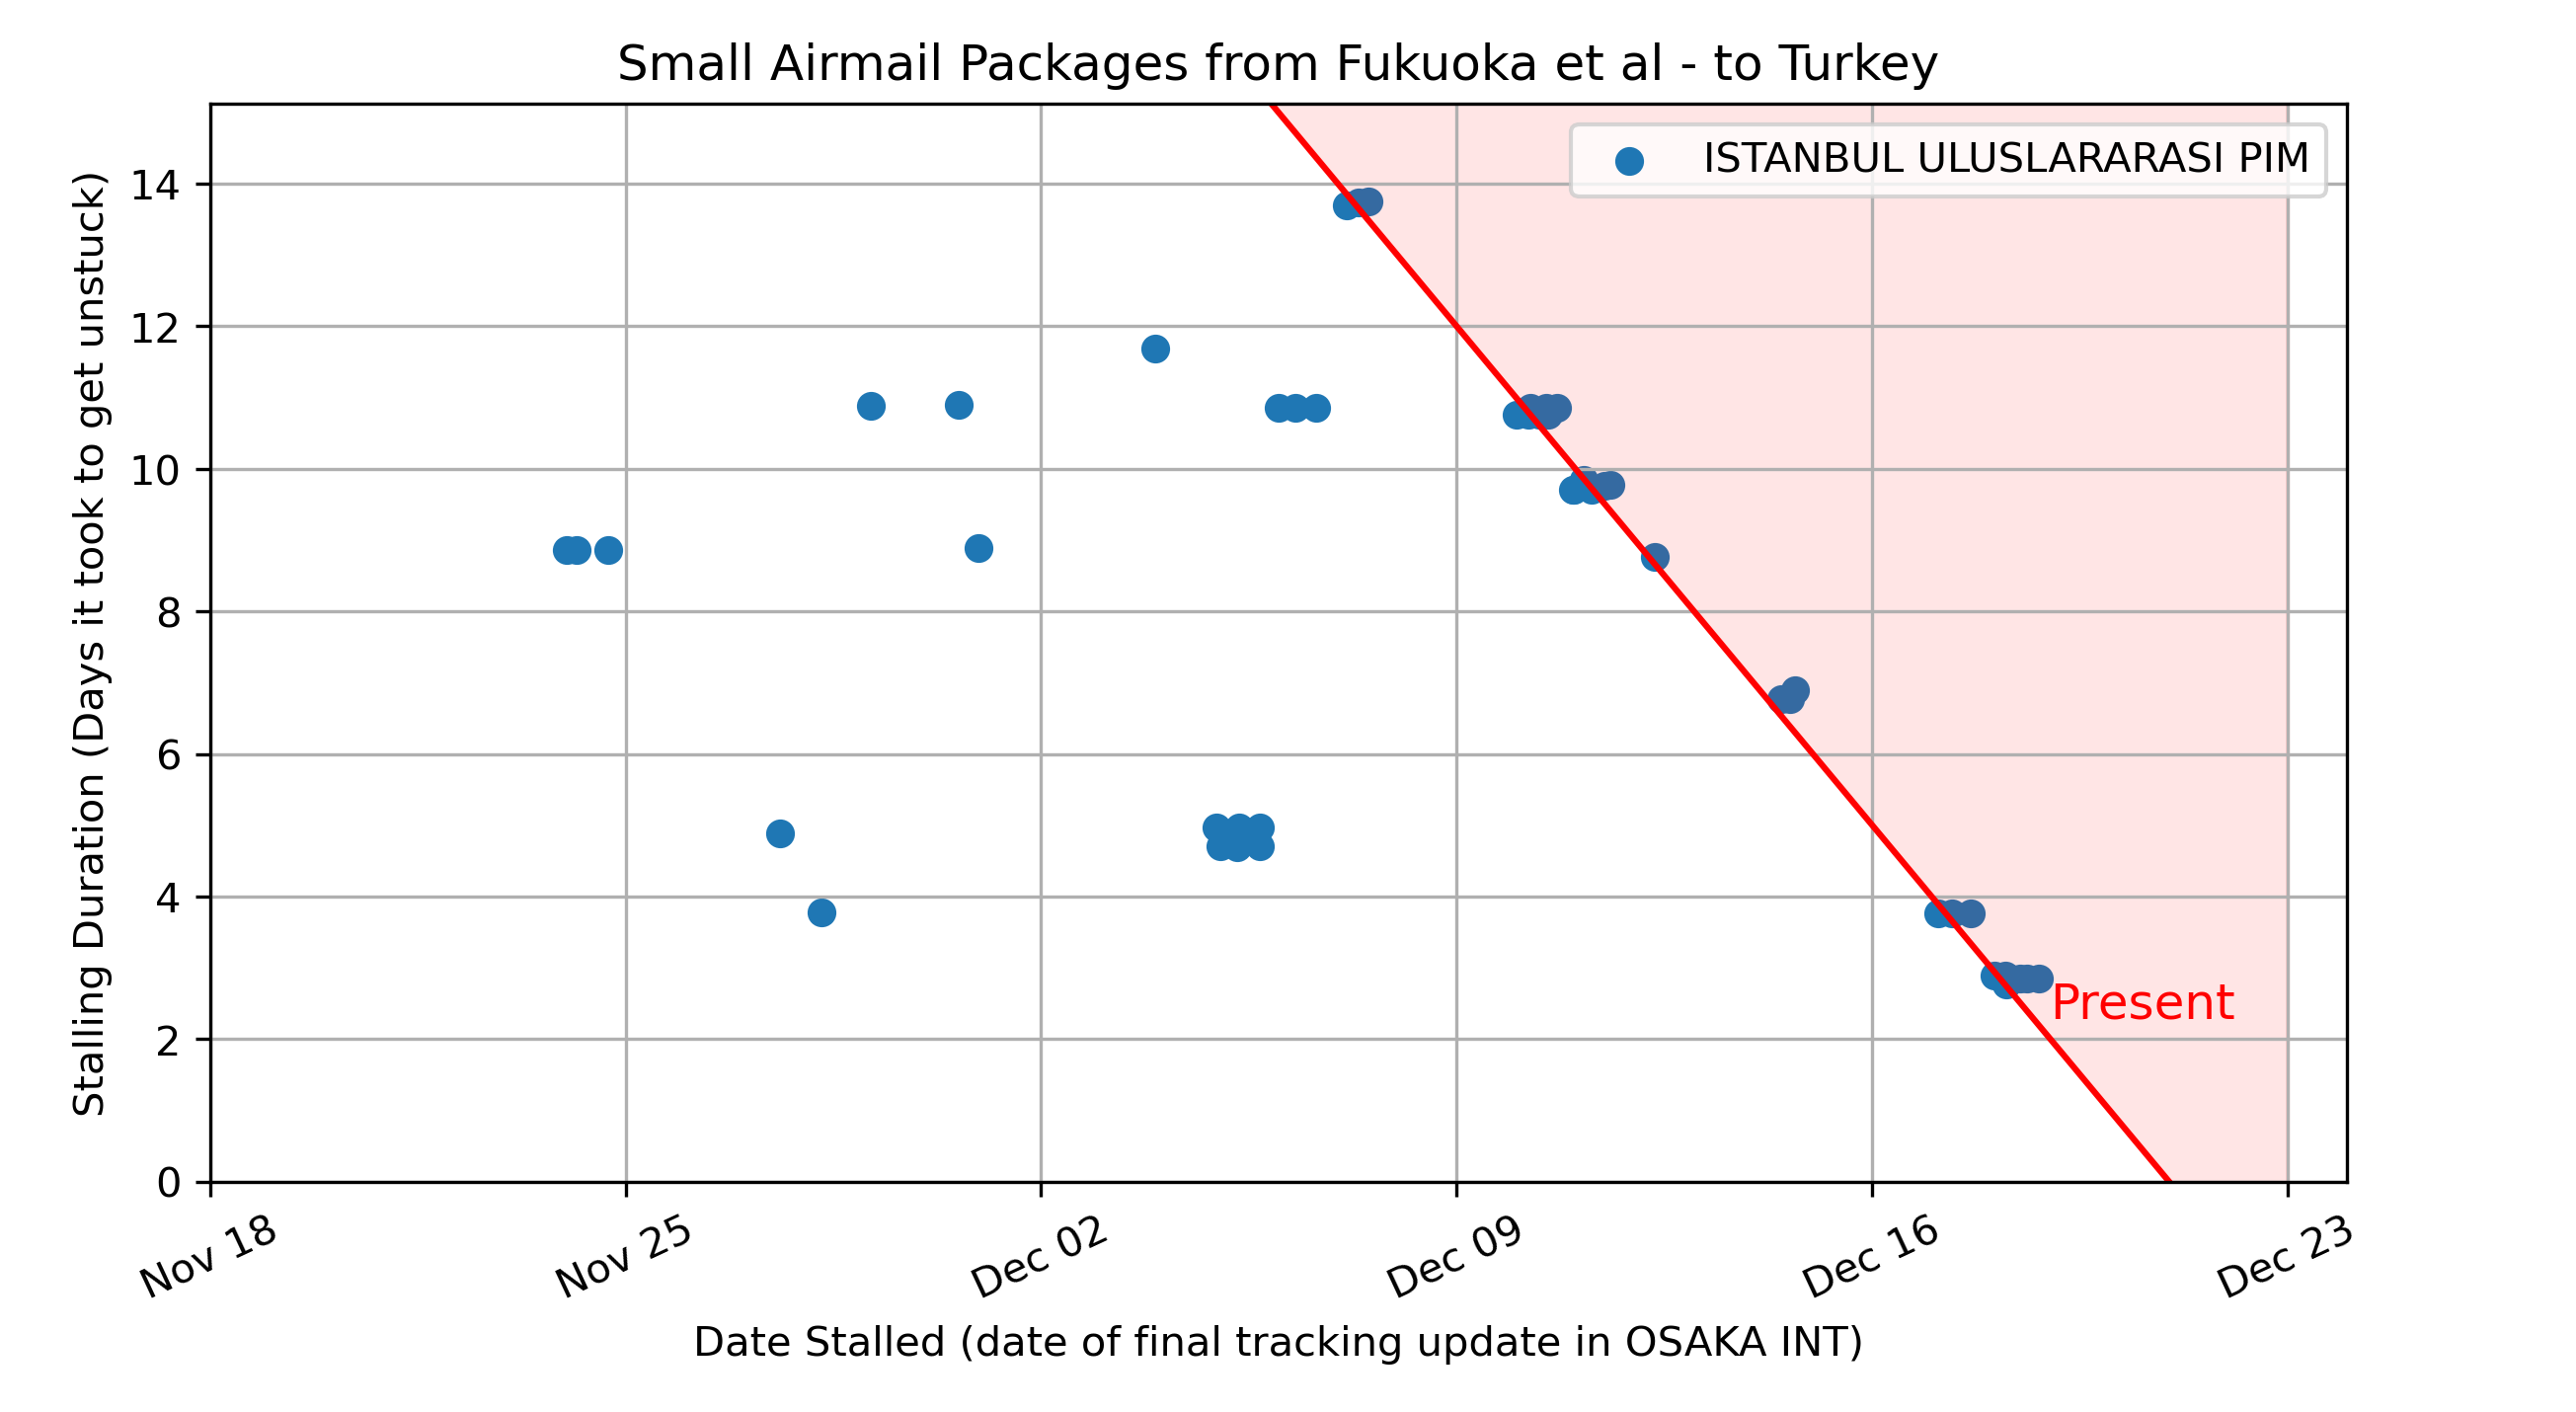 Small Airmail Packages from Fukuoka et al - to Turkey
ISTANBUL ULUSLARARASI PIM
Stalling Duration (Days it took to get unstuck)
14
12
10
8
6
4
2
0
Present
Nov 18
Nov 25
Dec 02
Dec 09
Dec 16
Dec 23
Date Stalled (date of final tracking update in OSAKA INT)